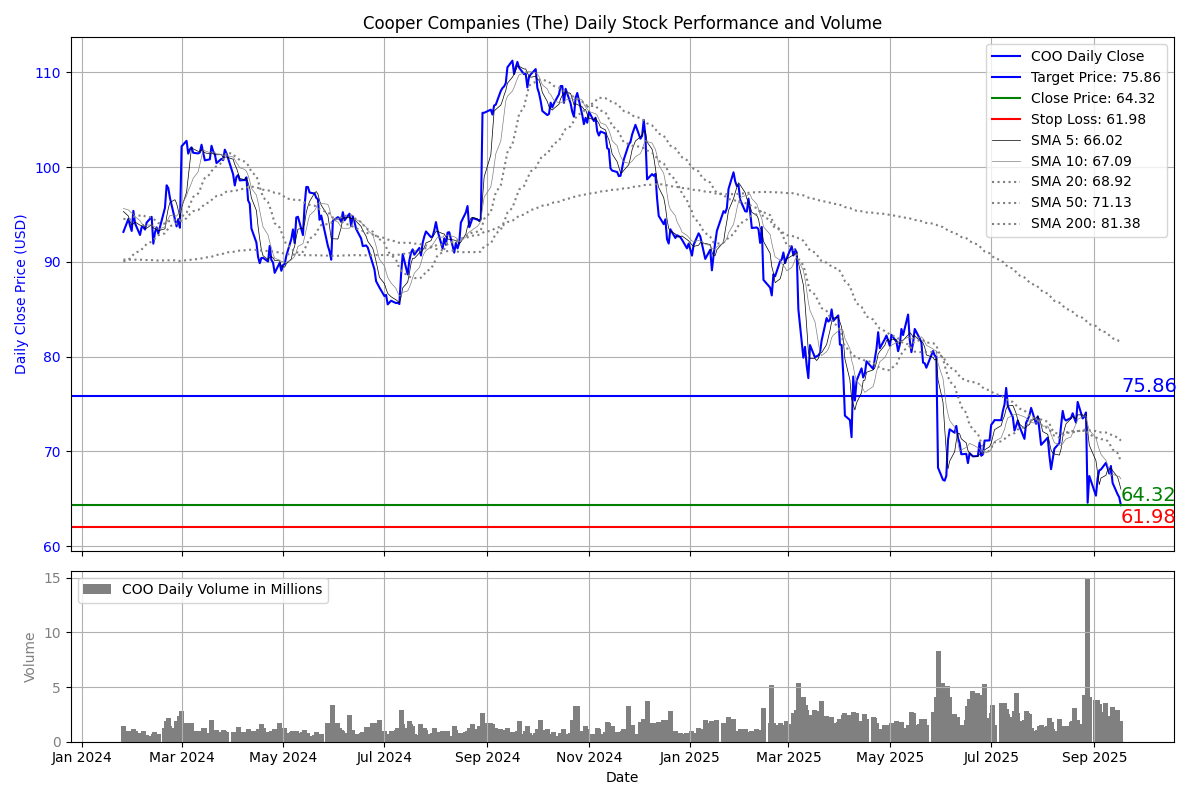 Cooper Companies (The) Daily Stock Performance and Volume
Daily Close Price (USD)
110
100
90
80
70
60
COO Daily Close
Target Price: 75.86
Close Price: 64.32
Stop Loss: 61.98
SMA 5: 66.02
SMA 10: 67.09
SMA 20: 68.92
SMA 50: 71.13
SMA 200: 81.38
75.86
64.32
61.98
Volume
15
10
5
0
COO Daily Volume in Millions
Jan 2024
Mar 2024
May 2024
Jul 2024
Sep 2024
Nov 2024
Jan 2025
Mar 2025
May 2025
Jul 2025
Sep 2025
Date